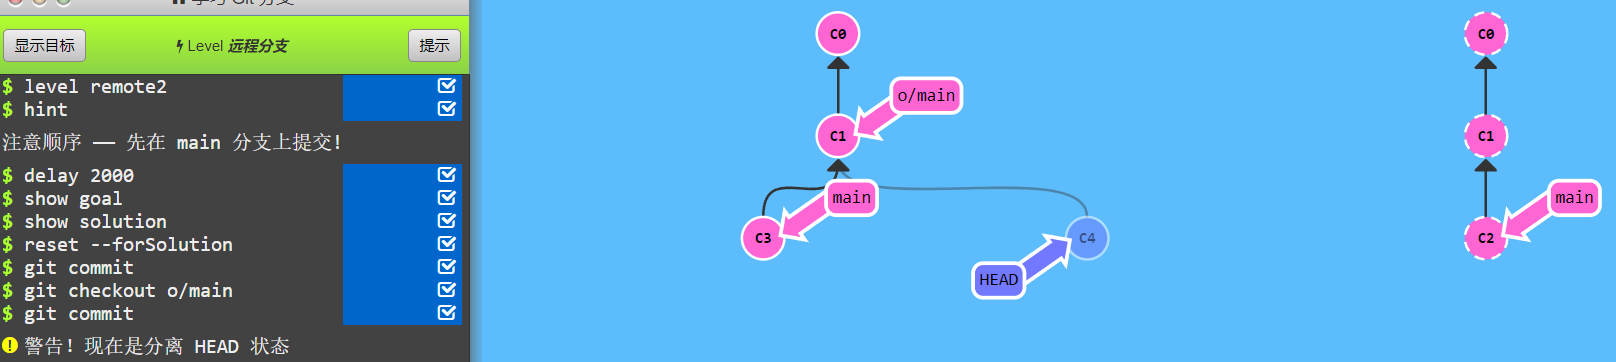 学习 Git 分支
显示目标
Level 远程分支
提示
$ level remote2
$ hint
注意顺序 —— 先在 main 分支上提交!
$ delay 2000
$ show goal
$ show solution
$ reset --forSolution
$ git commit
$ git checkout o/main
$ git commit
警告! 现在是分离 HEAD 状态
C0
o/main
C1
main
C3
C4
HEAD
C0
C1
main
C2